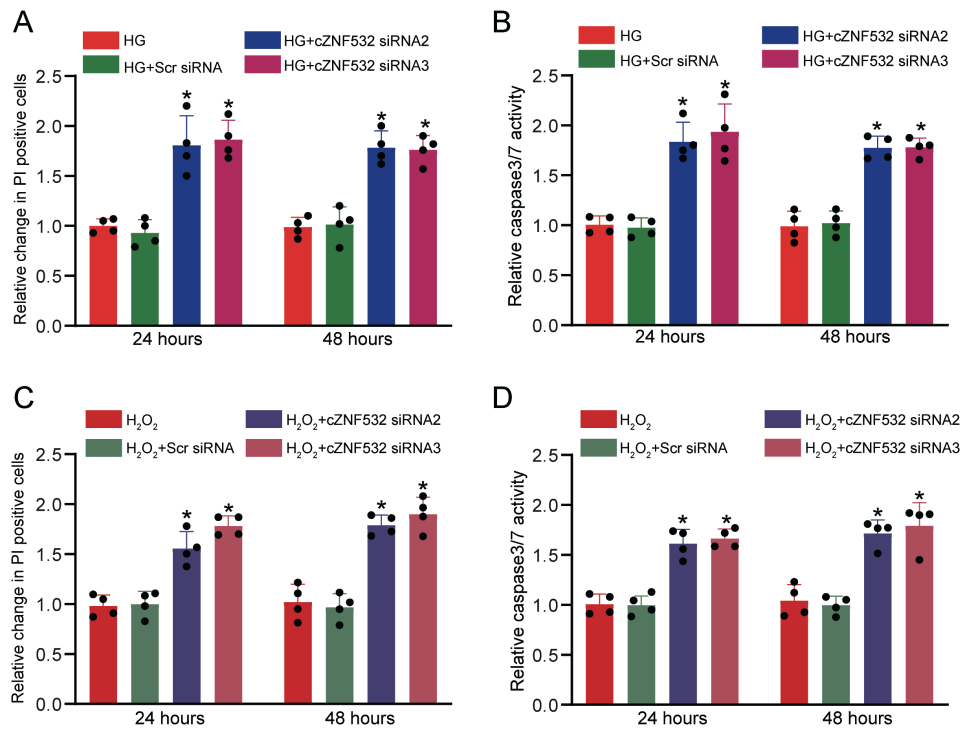 A
HG
HG+cZNF532 siRNA2
HG+Scr siRNA
HG+cZNF532 siRNA3
Relative change in PI positive cells
2.5
2.0
1.5
1.0
0.5
0.0
* * * *
24 hours
48 hours
B
HG
HG+cZNF532 siRNA2
HG+Scr siRNA
HG+cZNF532 siRNA3
Relative caspase3/7 activity
2.5
2.0
1.5
1.0
0.5
0.0
* * * *
24 hours
48 hours
C
H₂O₂
H₂O₂+cZNF532 siRNA2
H₂O₂+Scr siRNA
H₂O₂+cZNF532 siRNA3
Relative change in PI positive cells
2.5
2.0
1.5
1.0
0.5
0.0
* * * *
24 hours
48 hours
D
H₂O₂
H₂O₂+cZNF532 siRNA2
H₂O₂+Scr siRNA
H₂O₂+cZNF532 siRNA3
Relative caspase3/7 activity
2.5
2.0
1.5
1.0
0.5
0.0
* * * *
24 hours
48 hours